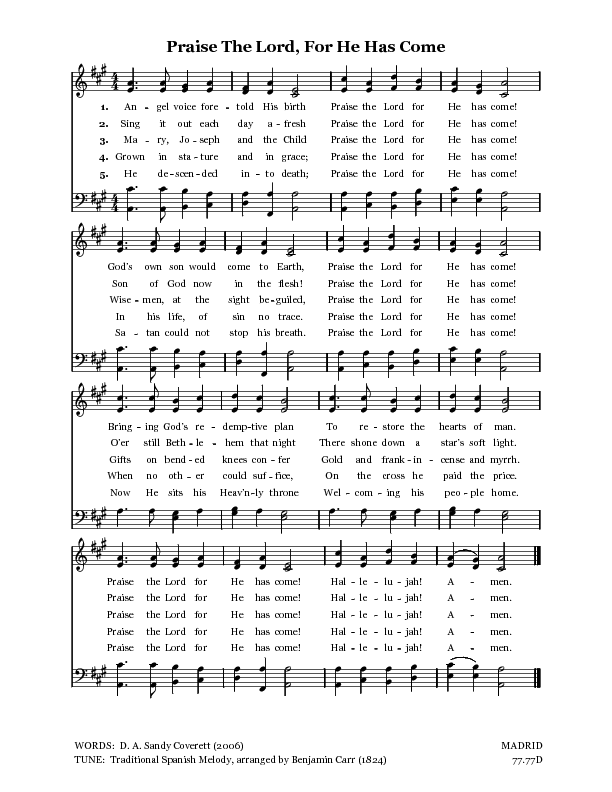 Praise The Lord, For He Has Come
1. An - gel voice fore - told His birth Praise the Lord for He has come!
2. Sing it out each day a - fresh Praise the Lord for He has come!
3. Ma - ry, Jo - seph and the Child Praise the Lord for He has come!
4. Grown in sta - ture and in grace; Praise the Lord for He has come!
5. He de - scen - ded in - to death; Praise the Lord for He has come!
God's own son would come to Earth, Praise the Lord for He has come!
Son of God now in the flesh! Praise the Lord for He has come!
Wise - men, at the sight be - guiled, Praise the Lord for He has come!
In his life, of sin no trace. Praise the Lord for He has come!
Sa - tan could not stop his breath. Praise the Lord for He has come!
Bring - ing God's re - demp - tive plan To re - store the hearts of man.
O'er still Beth - le - hem that night There shone down a star's soft light.
Gifts on bend - ed knees con - fer Gold and frank - in - cense and myrrh.
When no oth - er could suf - fice, On the cross he paid the price.
Now He sits his Heav'n - ly throne Wel - com - ing his peo - ple home.
Praise the Lord for He has come! Hal - le - lu - jah! A - men.
Praise the Lord for He has come! Hal - le - lu - jah! A - men.
Praise the Lord for He has come! Hal - le - lu - jah! A - men.
Praise the Lord for He has come! Hal - le - lu - jah! A - men.
Praise the Lord for He has come! Hal - le - lu - jah! A - men.
WORDS: D. A. Sandy Coverett (2006) MADRID
TUNE: Traditional Spanish Melody, arranged by Benjamin Carr (1824) 77.77D